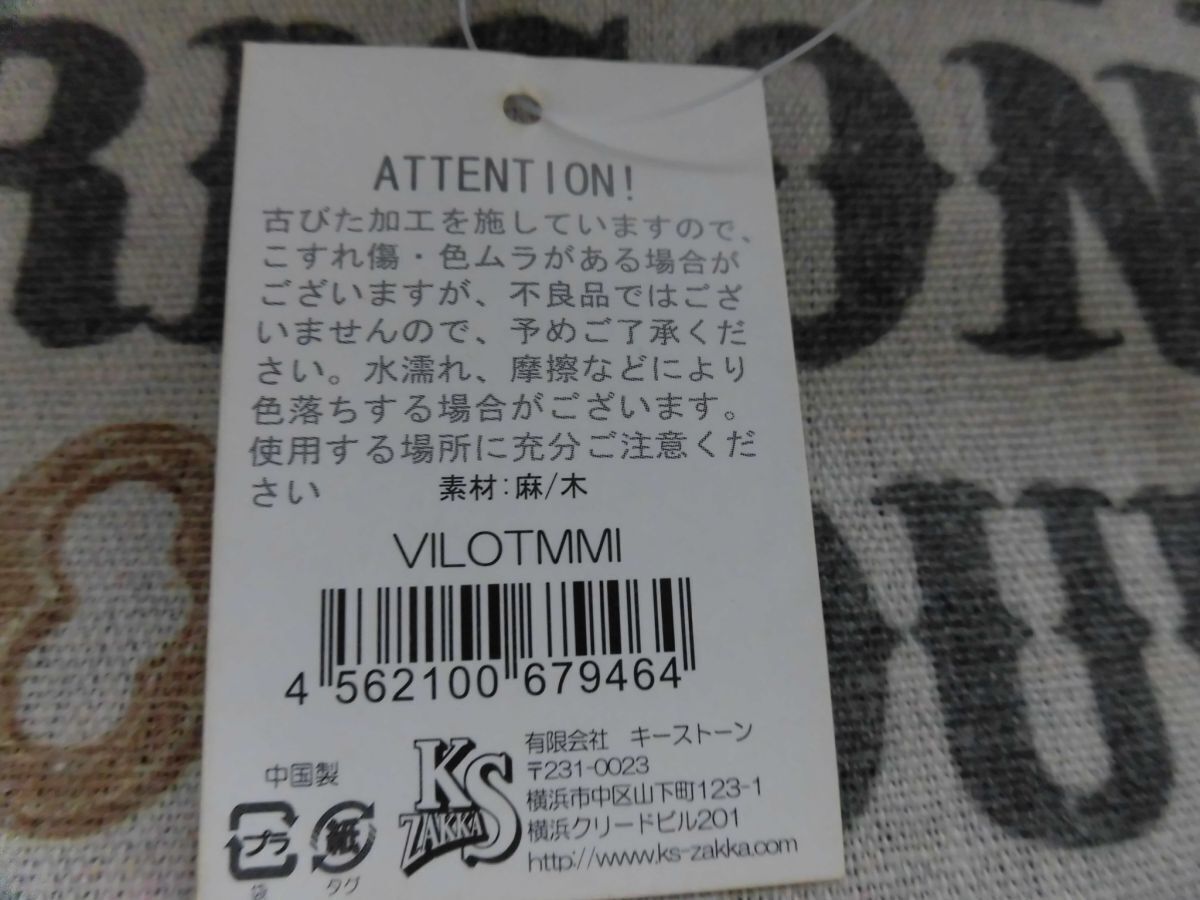 ATTENTION!
古びた加工を施していますので、
こすれ傷・色ムラがある場合が
ございますが、不良品ではござ
いませんので、予めご了承くだ
さい。水濡れ、摩擦などにより
色落ちする場合がございます。
使用する場所に充分ご注意くだ
さい 素材:麻/木
VILOTMMI
4 562100 679464
中国製
プラ
袋
紙
タグ
KS
ZAKKA
有限会社 キーストーン
〒231-0023
横浜市中区山下町123-1
横浜クリードビル201
http://www.ks-zakka.com